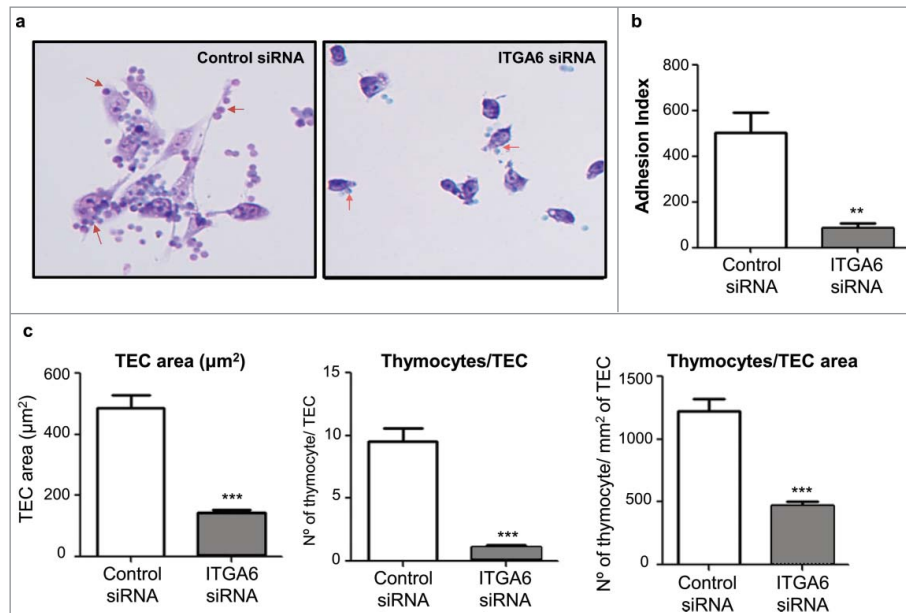 a
Control siRNA
ITGA6 siRNA
b
Adhesion Index
800
600
400
200
0
**
Control
siRNA
ITGA6
siRNA
c
TEC area (µm²)
TEC area (µm²)
600
400
200
0
***
Control
siRNA
ITGA6
siRNA
Thymocytes/TEC
Nº of thymocyte/ TEC
15
10
5
0
***
Control
siRNA
ITGA6
siRNA
Thymocytes/TEC area
Nº of thymocyte/ mm² of TEC
1500
1000
500
0
***
Control
siRNA
ITGA6
siRNA